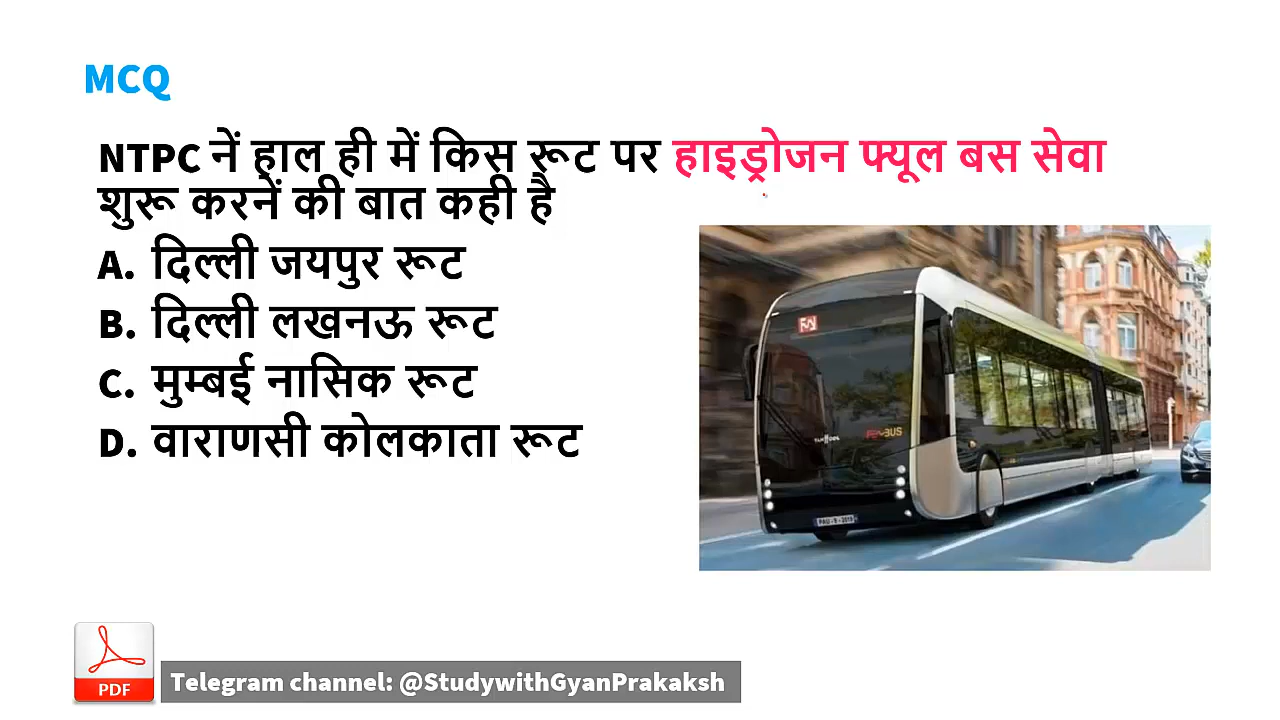 MCQ
NTPC नें हाल ही में किस रूट पर हाइड्रोजन फ्यूल बस सेवा
शुरू करनें की बात कही है
A. दिल्ली जयपुर रूट
B. दिल्ली लखनऊ रूट
C. मुम्बई नासिक रूट
D. वाराणसी कोलकाता रूट
PDF
Telegram channel: @StudywithGyanPrakaksh